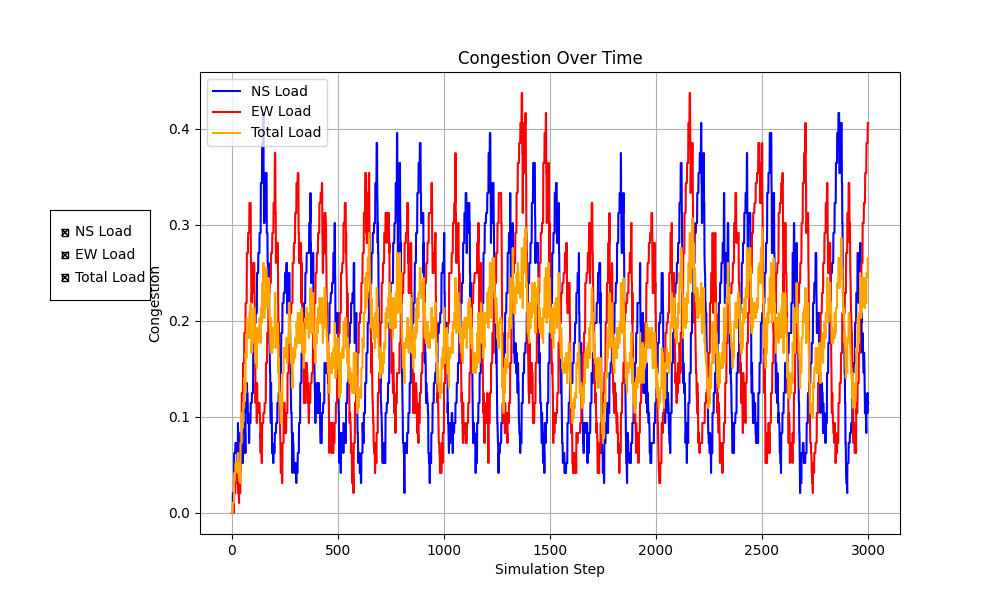 Congestion Over Time
NS Load
EW Load
Total Load
NS Load
EW Load
Total Load
Congestion
0.4
0.3
0.2
0.1
0.0
0
500
1000
1500
2000
2500
3000
Simulation Step